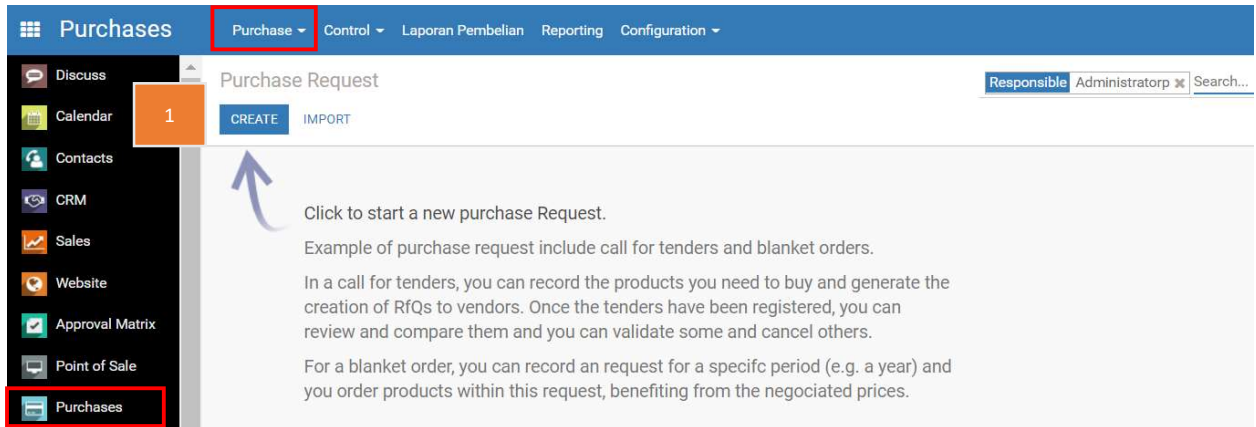 Purchases
Purchase Control Laporan Pembelian Reporting Configuration
Discuss
Calendar
Contacts
CRM
Sales
Website
Approval Matrix
Point of Sale
Purchases
1
Purchase Request
Responsible Administratorp Search...
CREATE IMPORT
Click to start a new purchase Request.
Example of purchase request include call for tenders and blanket orders.
In a call for tenders, you can record the products you need to buy and generate the
creation of RfQs to vendors. Once the tenders have been registered, you can
review and compare them and you can validate some and cancel others.
For a blanket order, you can record an request for a specifc period (e.g. a year) and
you order products within this request, benefiting from the negociated prices.